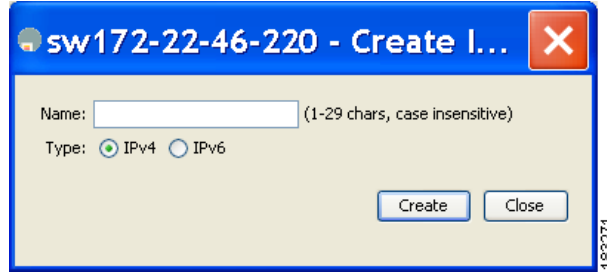 sw172-22-46-220 - Create I...
Name: (1-29 chars, case insensitive)
Type: IPv4 IPv6
Create Close